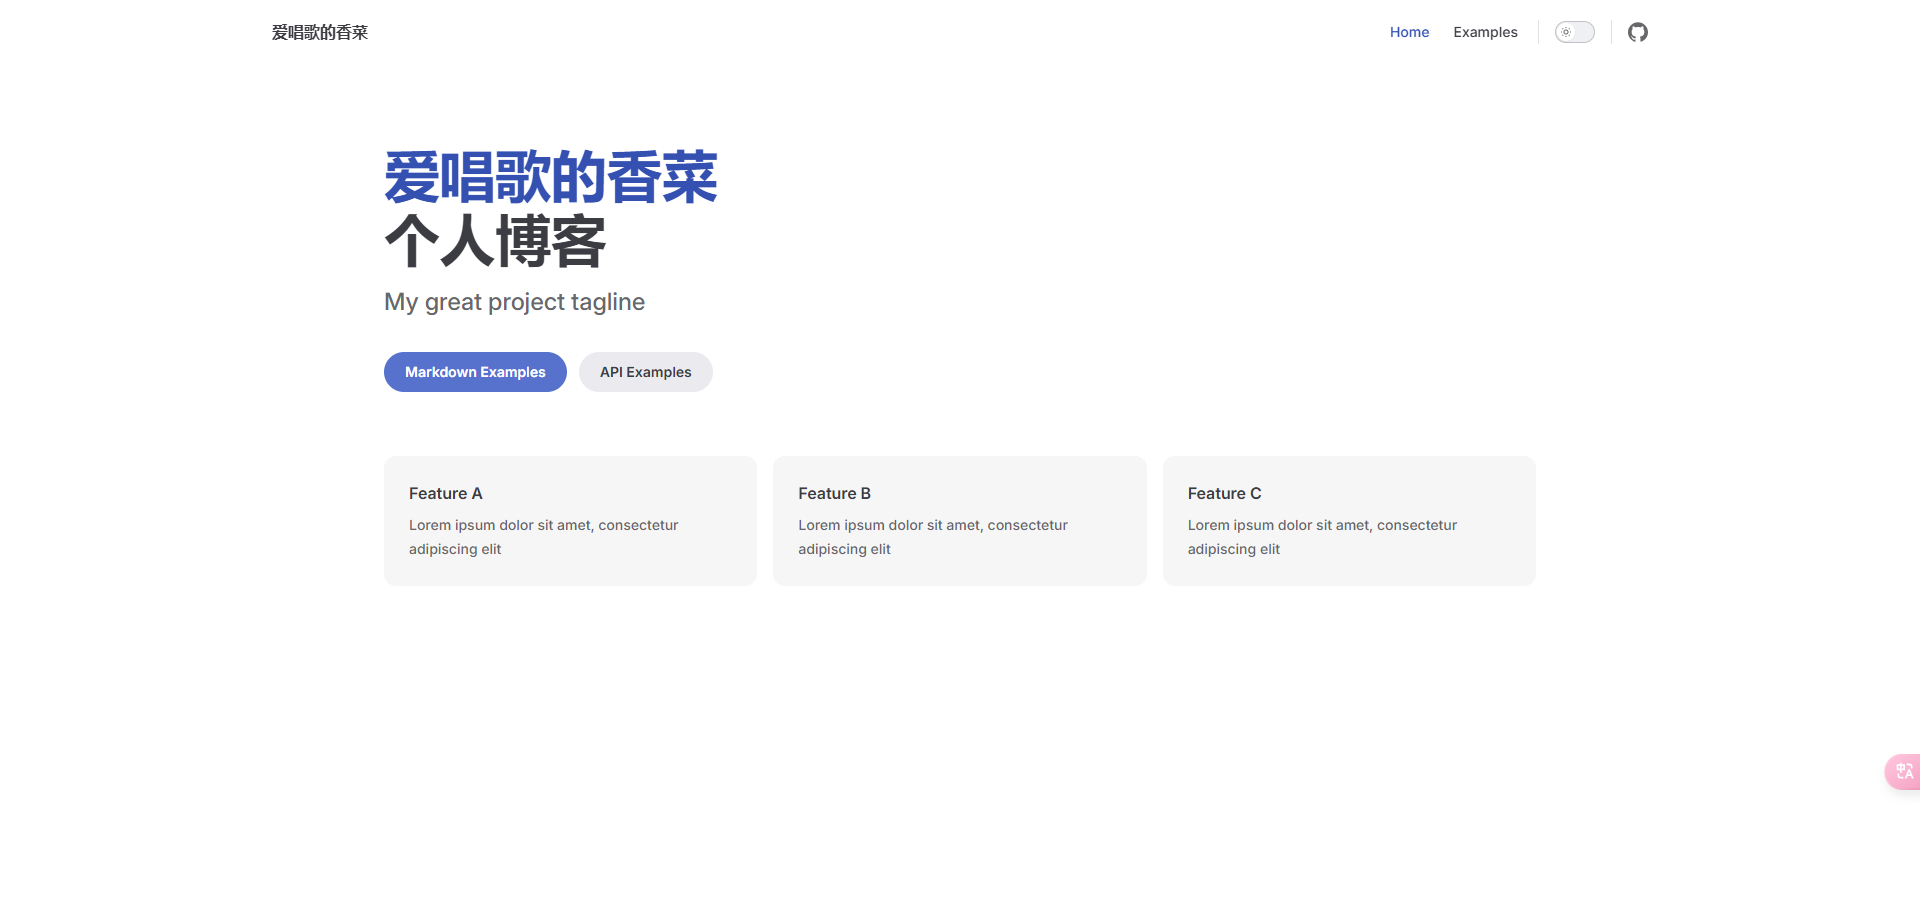 爱唱歌的香菜
Home
Examples
爱唱歌的香菜
个人博客
My great project tagline
Markdown Examples
API Examples
Feature A
Lorem ipsum dolor sit amet, consectetur
adipiscing elit
Feature B
Lorem ipsum dolor sit amet, consectetur
adipiscing elit
Feature C
Lorem ipsum dolor sit amet, consectetur
adipiscing elit